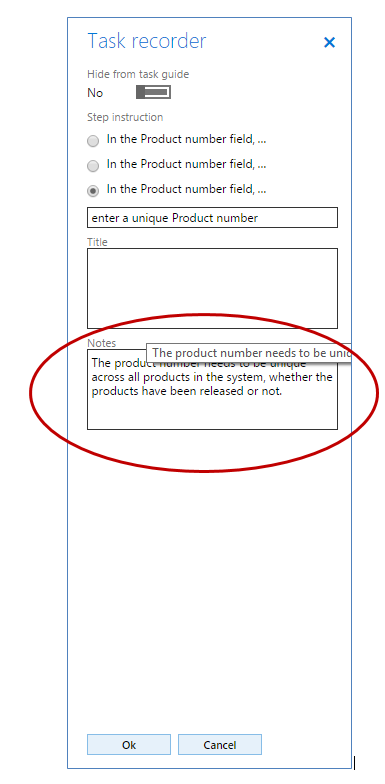 Task recorder
Hide from task guide
No
Step instruction
In the Product number field, ...
In the Product number field, ...
In the Product number field, ...
enter a unique Product number
Title
Notes
The product number needs to be
The product number needs to be unique
across all products in the system, whether the
products have been released or not.
Ok
Cancel